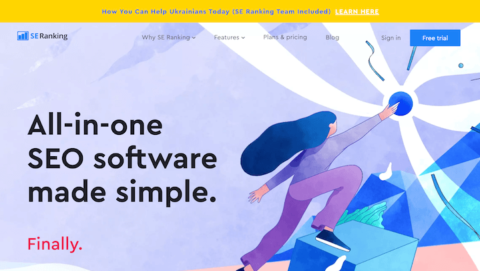 How You Can Help Ukrainians Today (SE Ranking Team Included) LEARN HERE
SE Ranking Why SE Ranking Features Plans & pricing Blog Sign in Free trial
All-in-one
SEO software
made simple.
Finally.